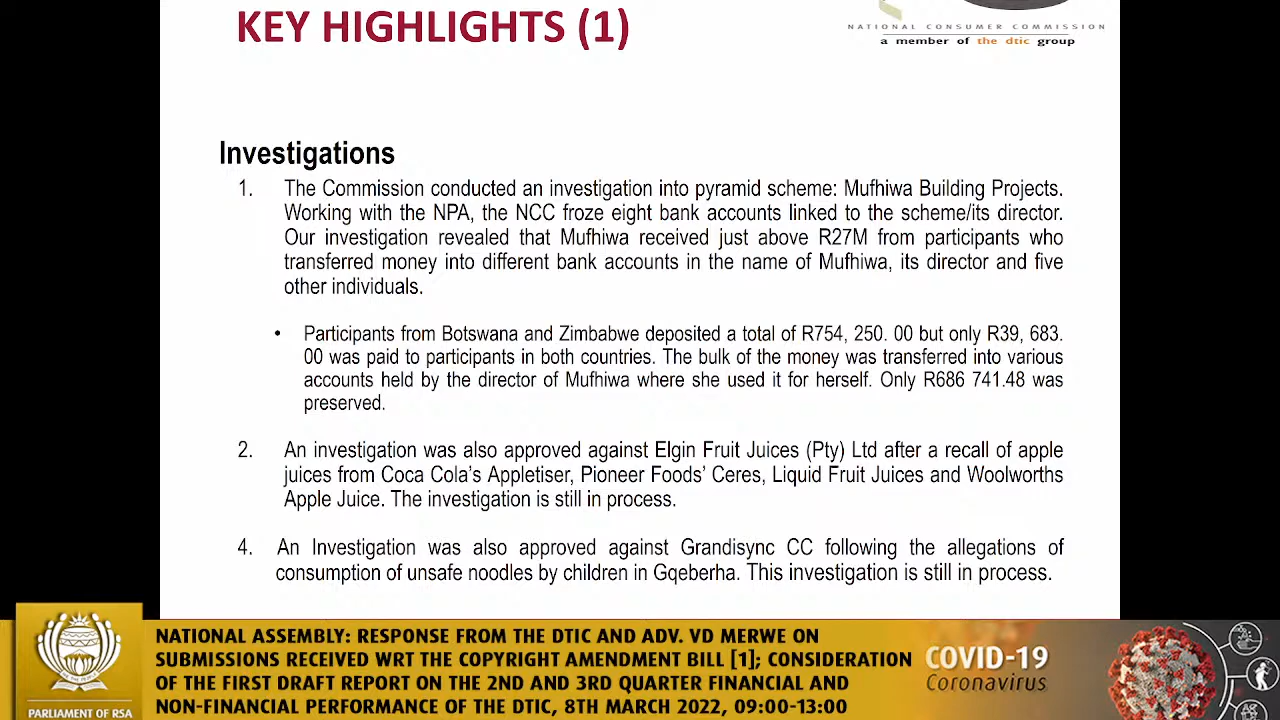 KEY HIGHLIGHTS (1)
NATIONAL CONSUMER COMMISSION
a member of the dtic group
Investigations
1. The Commission conducted an investigation into pyramid scheme: Mufhiwa Building Projects.
Working with the NPA, the NCC froze eight bank accounts linked to the scheme/its director.
Our investigation revealed that Mufhiwa received just above R27M from participants who
transferred money into different bank accounts in the name of Mufhiwa, its director and five
other individuals.
• Participants from Botswana and Zimbabwe deposited a total of R754, 250. 00 but only R39, 683.
00 was paid to participants in both countries. The bulk of the money was transferred into various
accounts held by the director of Mufhiwa where she used it for herself. Only R686 741.48 was
preserved.
2. An investigation was also approved against Elgin Fruit Juices (Pty) Ltd after a recall of apple
juices from Coca Cola's Appletiser, Pioneer Foods' Ceres, Liquid Fruit Juices and Woolworths
Apple Juice. The investigation is still in process.
4. An Investigation was also approved against Grandisync CC following the allegations of
consumption of unsafe noodles by children in Gqeberha. This investigation is still in process.
NATIONAL ASSEMBLY: RESPONSE FROM THE DTIC AND ADV. VD MERWE ON
SUBMISSIONS RECEIVED WRT THE COPYRIGHT AMENDMENT BILL [1]; CONSIDERATION
OF THE FIRST DRAFT REPORT ON THE 2ND AND 3RD QUARTER FINANCIAL AND
NON-FINANCIAL PERFORMANCE OF THE DTIC, 8TH MARCH 2022, 09:00-13:00
PARLIAMENT OF RSA
COVID-19
Coronavirus